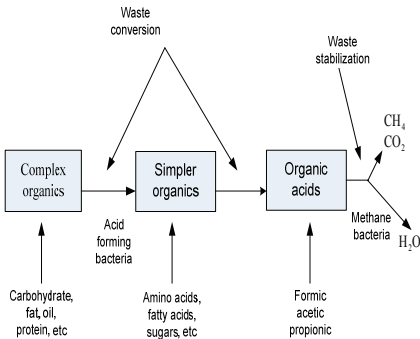 Waste
conversion
Waste
stabilization
CH₄
CO₂
Complex
organics
Simpler
organics
Organic
acids
Acid
forming
bacteria
Methane
bacteria
H₂O
Carbohydrate,
fat, oil,
protein, etc
Amino acids,
fatty acids,
sugars, etc
Formic
acetic
propionic